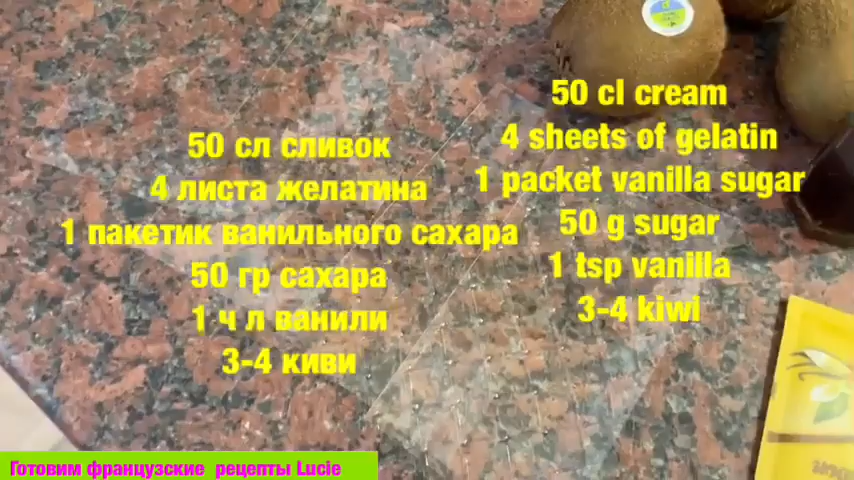 50 сл сливок
4 листа желатина
1 пакетик ванильного сахара
50 гр сахара
1 ч л ванили
3-4 киви
50 cl cream
4 sheets of gelatin
1 packet vanilla sugar
50 g sugar
1 tsp vanilla
3-4 kiwi
Готовим французские рецепты Lucie